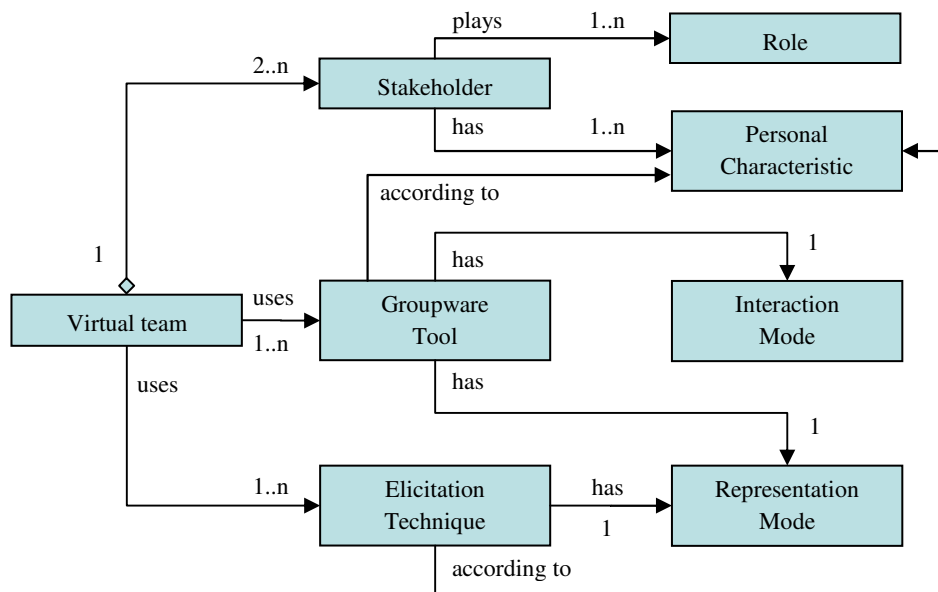 plays
1..n
Role
2..n
Stakeholder
has
1..n
Personal
Characteristic
according to
1
has
1
Virtual team
uses
1..n
Groupware
Tool
Interaction
Mode
uses
has
1
1..n
Elicitation
Technique
has
1
Representation
Mode
according to